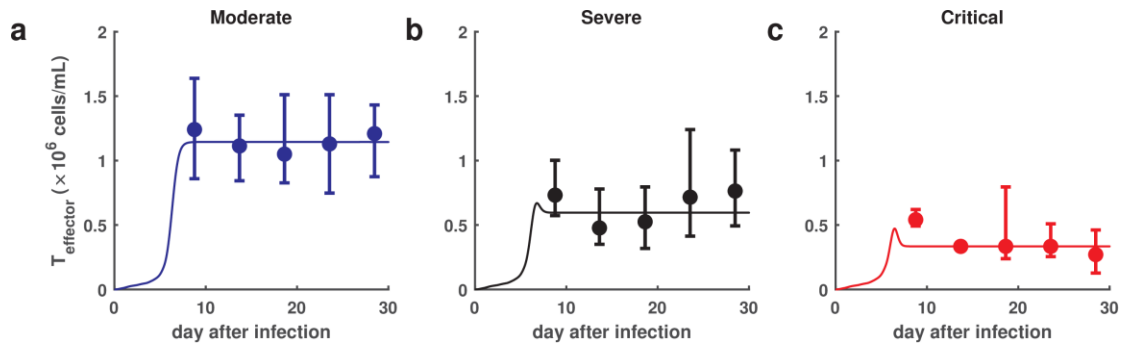 a Moderate
T_effector (×10^6 cells/mL)
2
1.5
1
0.5
0
0 10 20 30
day after infection
b Severe
2
1.5
1
0.5
0
0 10 20 30
day after infection
c Critical
2
1.5
1
0.5
0
0 10 20 30
day after infection